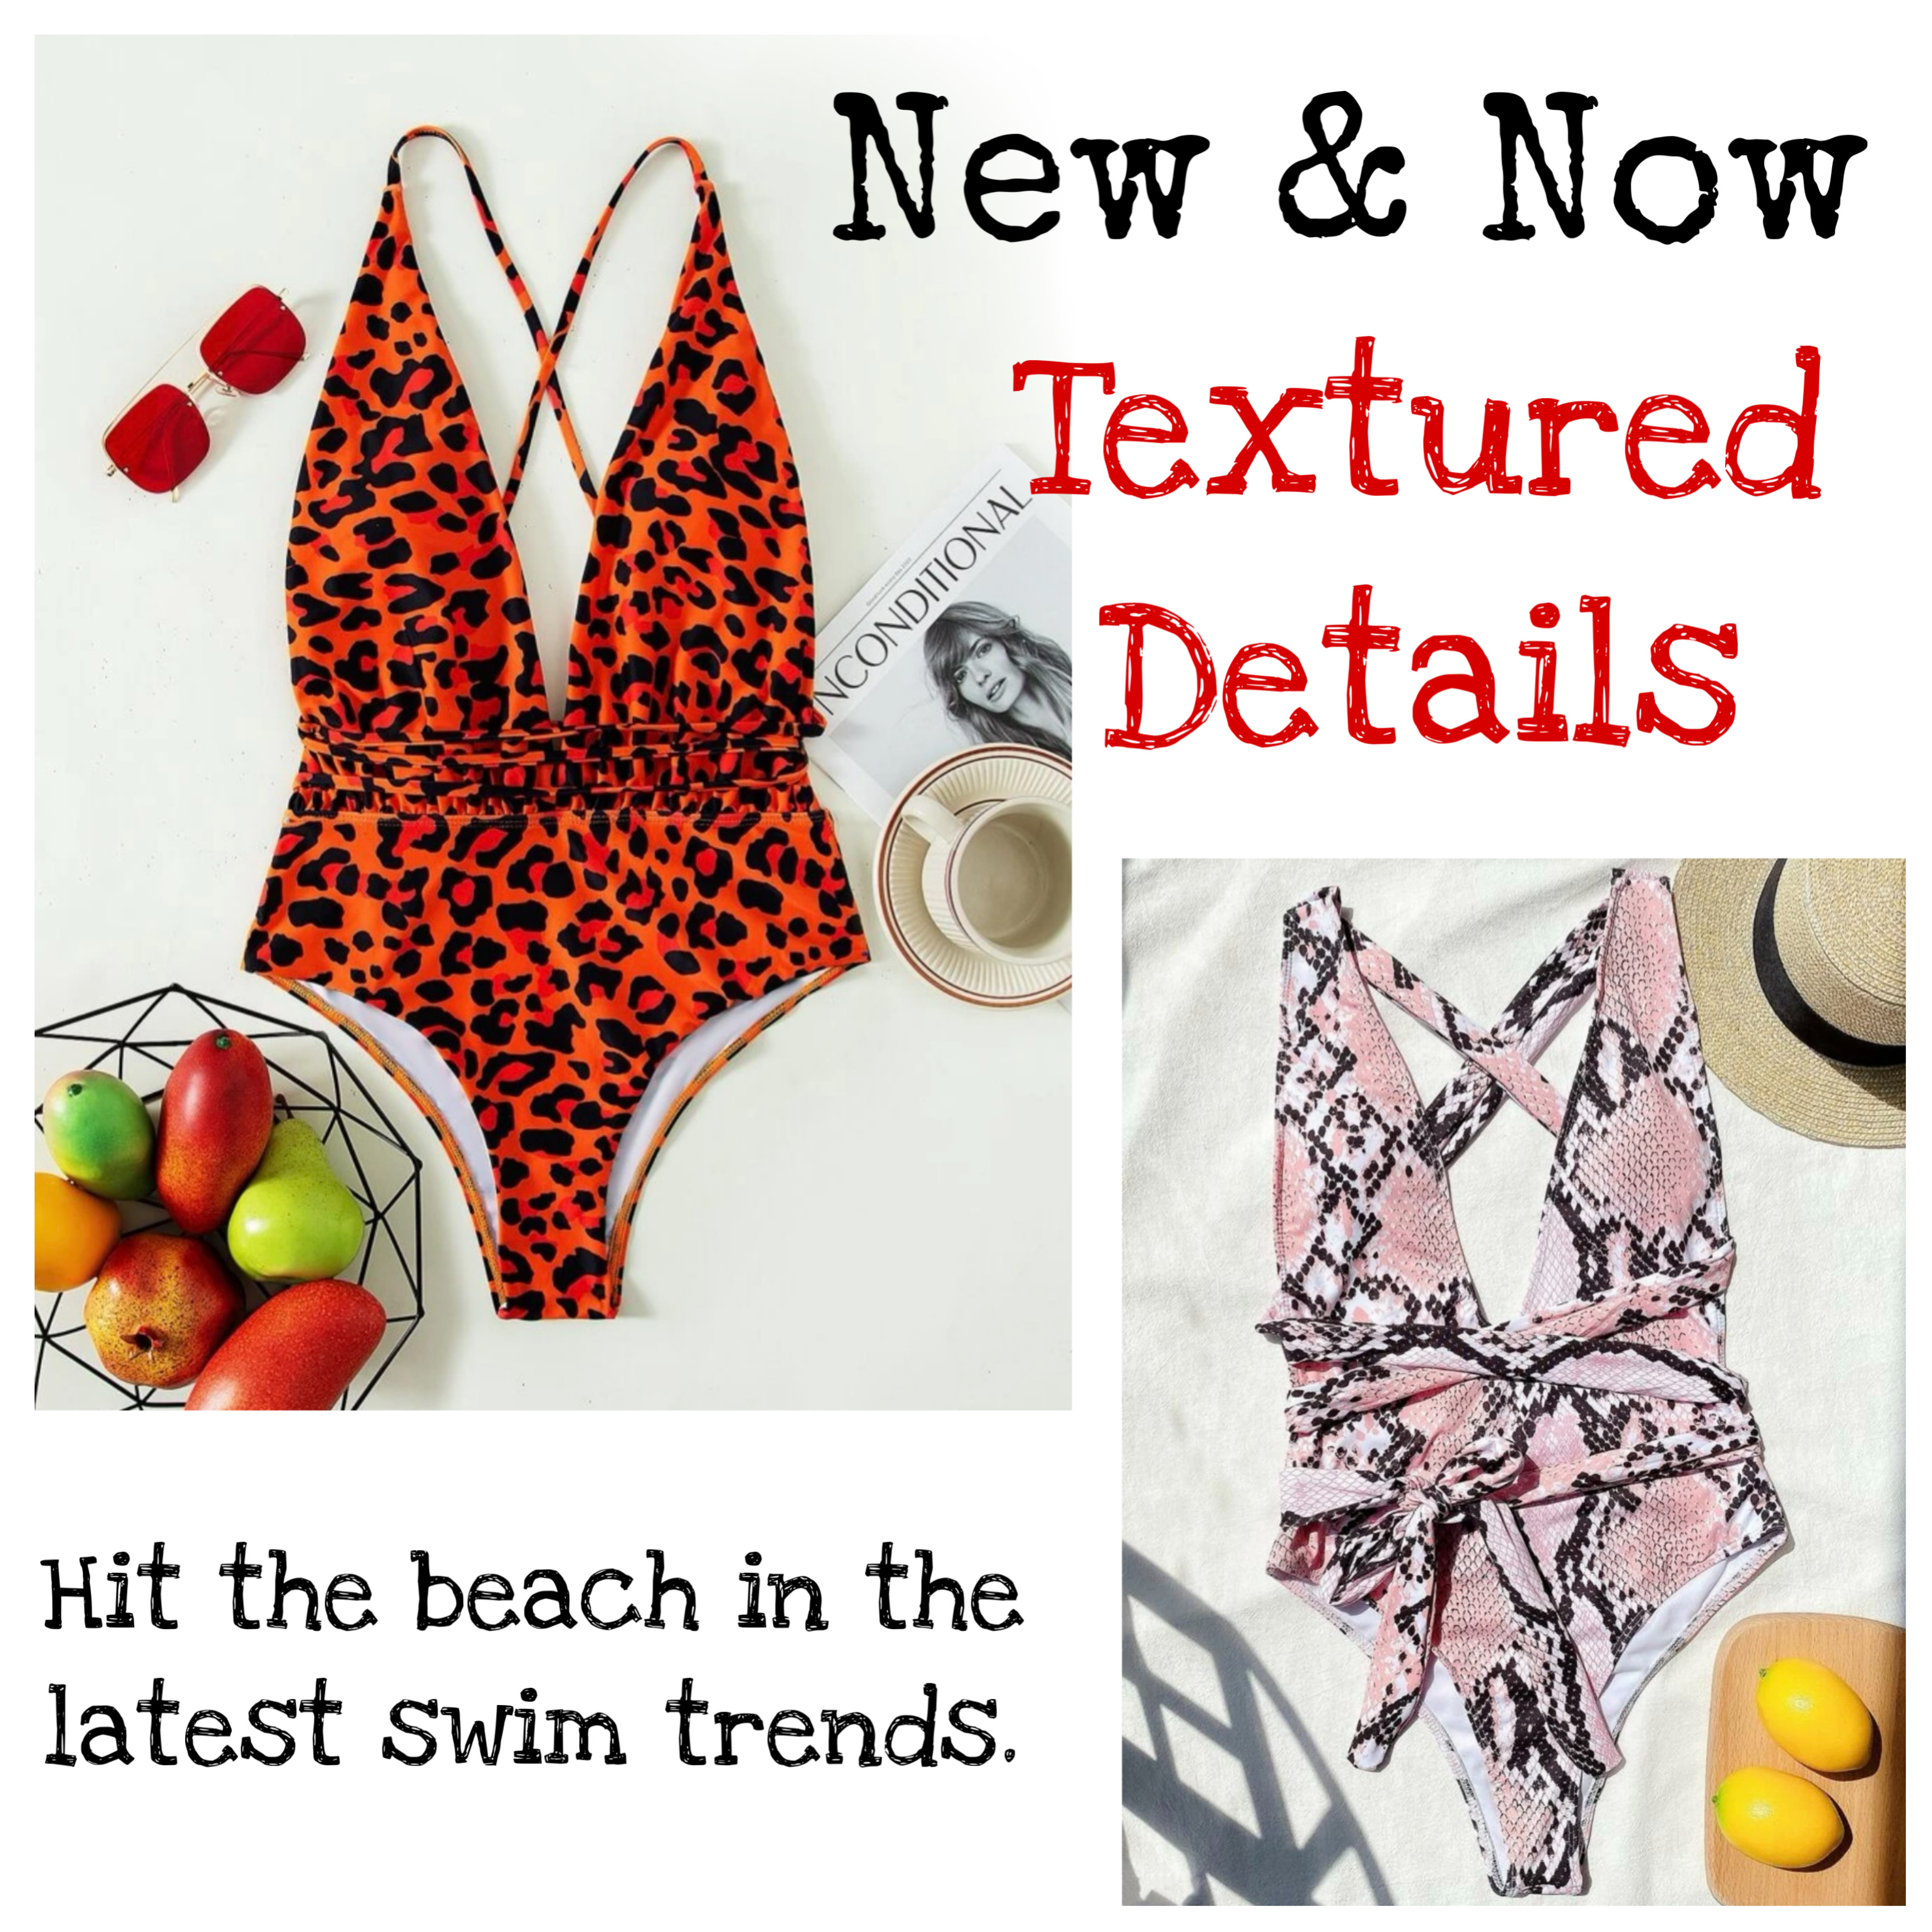 New & Now
Textured
Details
NCONDITIONAL
Hit the beach in the
latest swim trends.